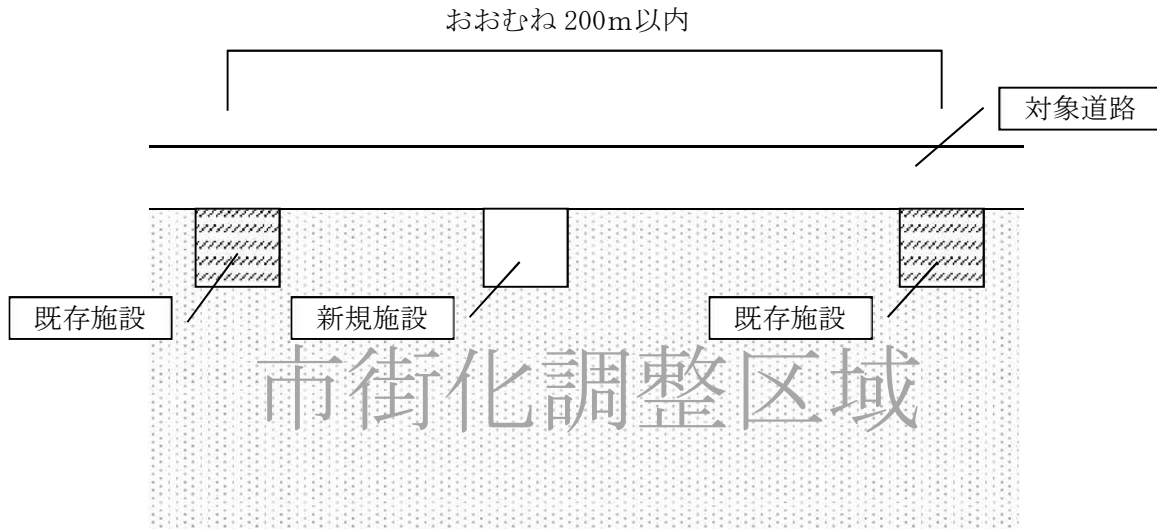 おおむね 200m以内
対象道路
既存施設
新規施設
既存施設
市街化調整区域